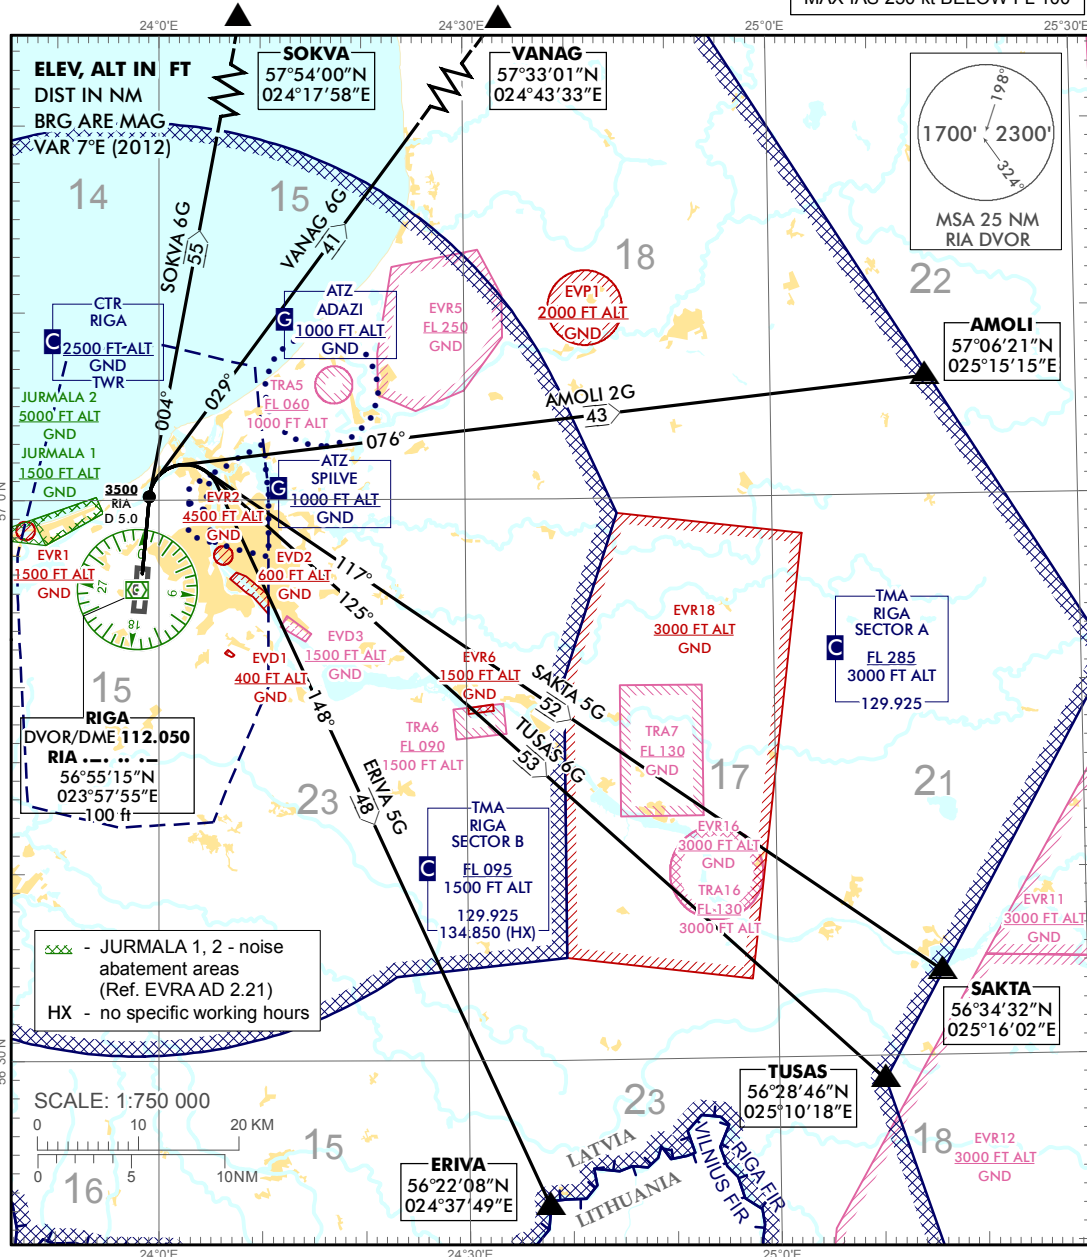 MAX IAS 250 kt BELOW FL 100
24°0'E
24°30'E
25°0'E
25°30'E
ELEV, ALT IN FT
DIST IN NM
BRG ARE MAG
VAR 7°E (2012)
SOKVA
57°54'00"N
024°17'58"E
VANAG
57°33'01"N
024°43'33"E
198°
1700' 2300'
324°
MSA 25 NM
RIA DVOR
14
15
18
22
SOKVA 6G
55
VANAG 6G
41
CTR
RIGA
C
2500 FT ALT
GND
TWR
ATZ
ADAZI
G
1000 FT ALT
GND
EVR5
FL 250
GND
EVP1
2000 FT ALT
GND
AMOLI
57°06'21"N
025°15'15"E
JURMALA 2
5000 FT ALT
GND
JURMALA 1
1500 FT ALT
GND
TRA5
FL 060
1000 FT ALT
004°
029°
076°
AMOLI 2G
43
3500
RIA
D 5.0
ATZ
SPILVE
G
1000 FT ALT
GND
57°0'N
EVR2
4500 FT ALT
GND
EVR1
1500 FT ALT
GND
EVD2
600 FT ALT
GND
0
9
18
27
117°
125°
148°
EVD3
1500 FT ALT
GND
EVD1
400 FT ALT
GND
EVR6
1500 FT ALT
GND
EVR18
3000 FT ALT
GND
TMA
RIGA
SECTOR A
C
FL 285
3000 FT ALT
129.925
15
SAKTA 5G
52
TUSAS 6G
53
TRA6
FL 090
1500 FT ALT
TRA7
FL 130
GND
RIGA
DVOR/DME 112.050
RIA .-. .. .-
56°55'15"N
023°57'55"E
100 ft
23
ERIVA 5G
48
17
21
TMA
RIGA
SECTOR B
C
FL 095
1500 FT ALT
129.925
134.850 (HX)
EVR16
3000 FT ALT
GND
TRA16
FL 130
3000 FT ALT
EVR11
3000 FT ALT
GND
- JURMALA 1, 2 - noise
abatement areas
(Ref. EVRA AD 2.21)
HX - no specific working hours
SAKTA
56°34'32"N
025°16'02"E
56°30'N
TUSAS
56°28'46"N
025°10'18"E
SCALE: 1:750 000
0 10 20 KM
0 5 10NM
23
15
16
18
ERIVA
56°22'08"N
024°37'49"E
LATVIA
LITHUANIA
VILNIUS FIR
RIGA FIR
EVR12
3000 FT ALT
GND
24°0'E
24°30'E
25°0'E